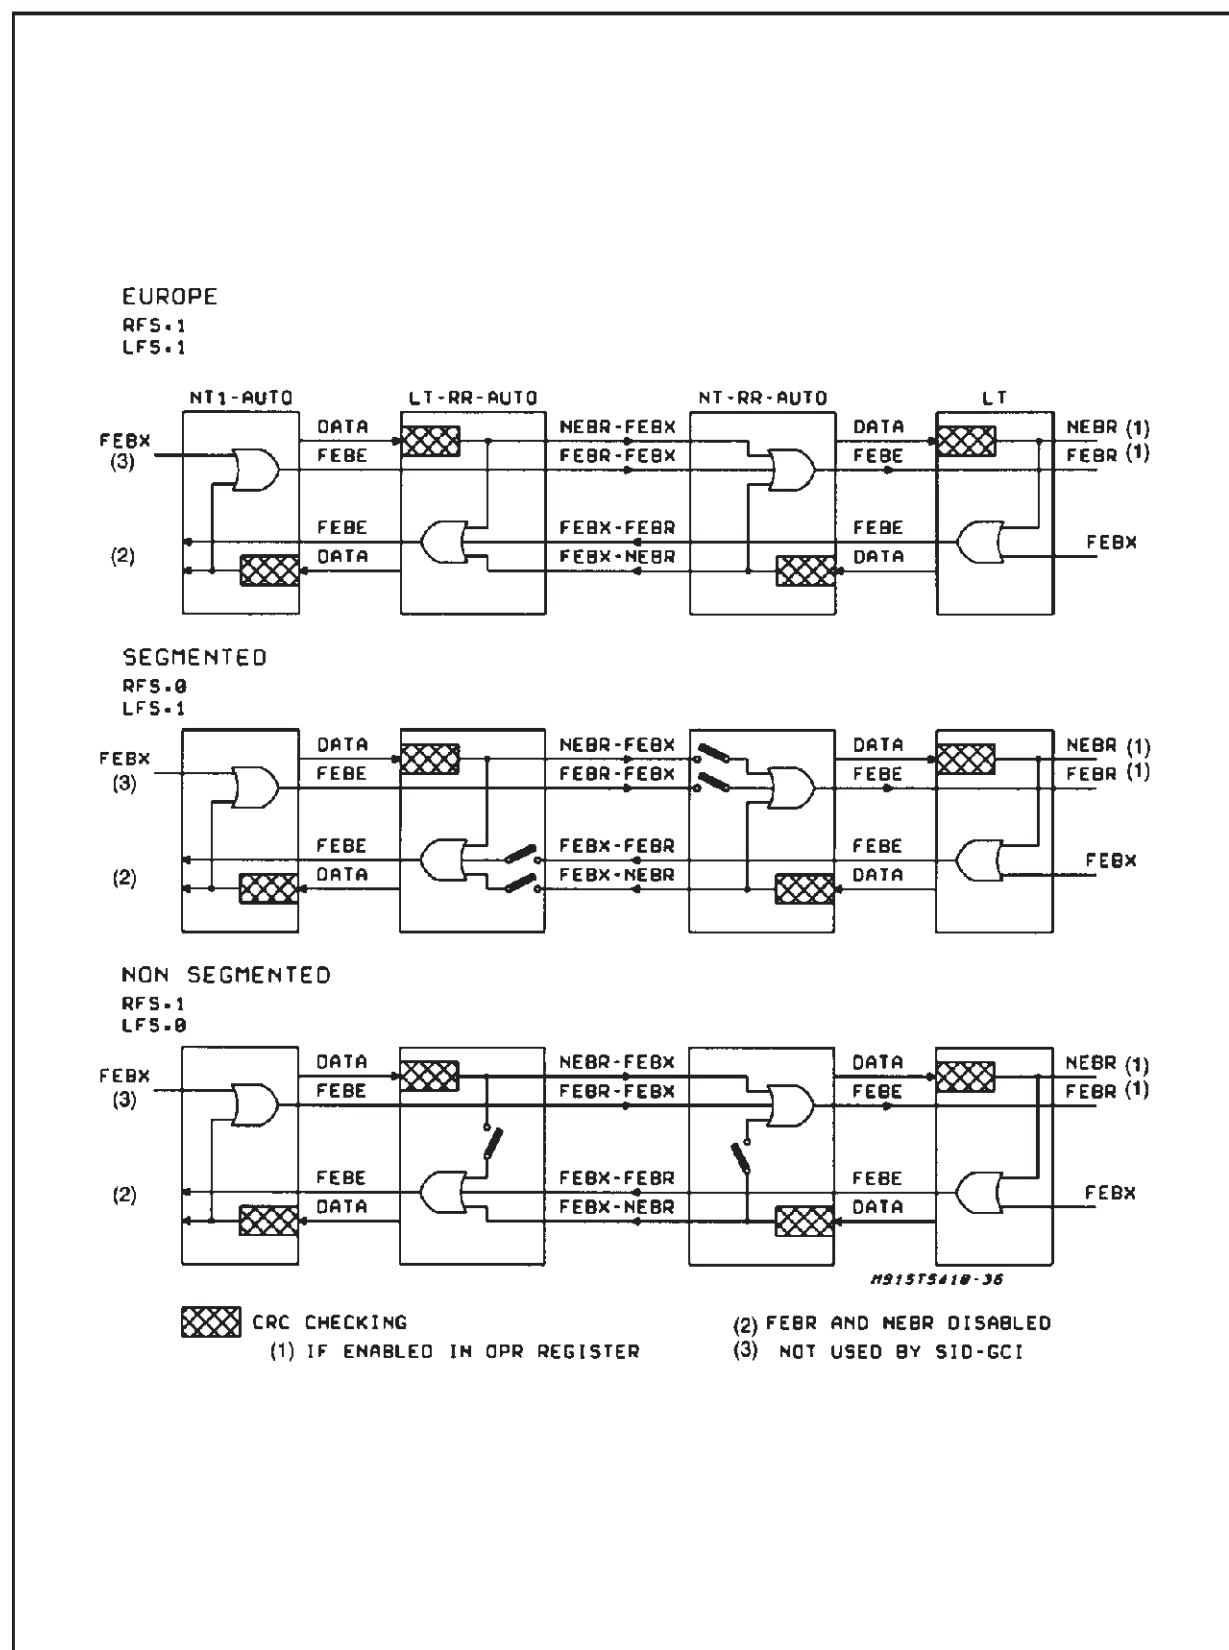 EUROPE
RFS.1
LFS.1
NT1-AUTO LT-RR-AUTO NT-RR-AUTO LT
DATA NEBR-FEBX DATA NEBR (1)
FEBX
(3)
FEBE FEBR-FEBX FEBE FEBR (1)
FEBE FEBX-FEBR FEBE
FEBX
(2)
DATA FEBX-NEBR DATA
SEGMENTED
RFS.0
LFS.1
DATA NEBR-FEBX DATA NEBR (1)
FEBX
(3)
FEBE FEBR-FEBX FEBE FEBR (1)
FEBE FEBX-FEBR FEBE
FEBX
(2)
DATA FEBX-NEBR DATA
NON SEGMENTED
RFS.1
LFS.0
DATA NEBR-FEBX DATA NEBR (1)
FEBX
(3)
FEBE FEBR-FEBX FEBE FEBR (1)
FEBE FEBX-FEBR FEBE
FEBX
(2)
DATA FEBX-NEBR DATA
M91ST5410-36
CRC CHECKING
(1) IF ENABLED IN OPR REGISTER
(2) FEBR AND NEBR DISABLED
(3) NOT USED BY SID-GCI